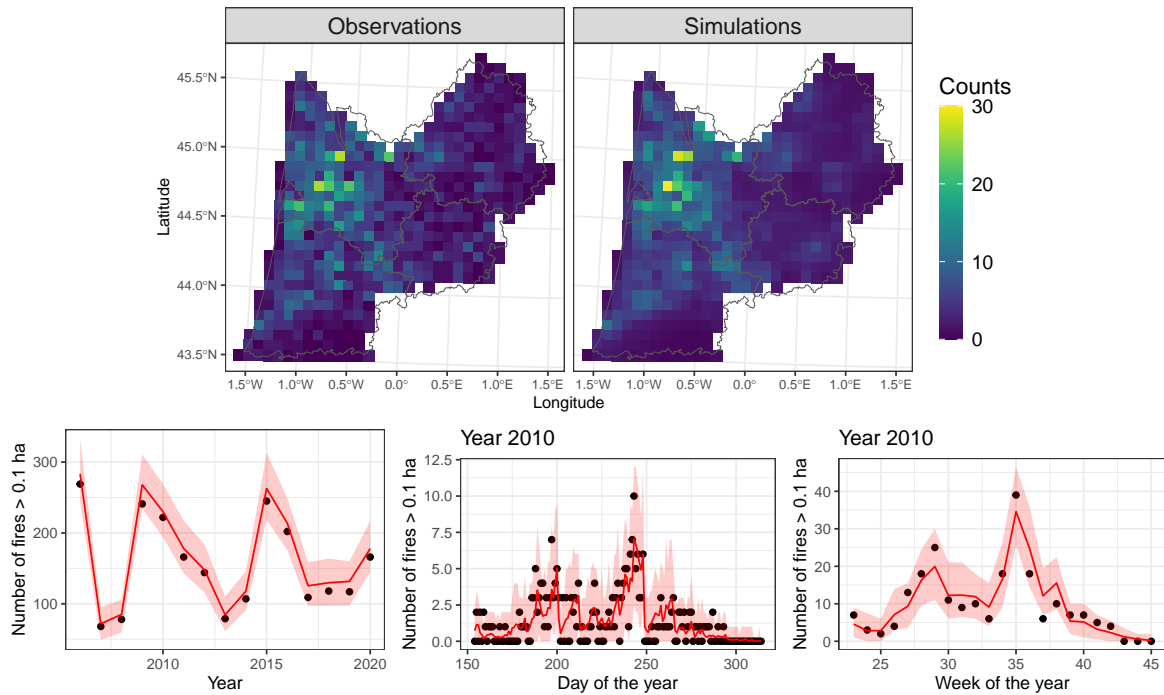 Observations
Simulations
45.5°N
45.0°N
44.5°N
44.0°N
43.5°N
Latitude
1.5°W 1.0°W 0.5°W 0.0° 0.5°E 1.0°E 1.5°E
1.5°W 1.0°W 0.5°W 0.0° 0.5°E 1.0°E 1.5°E
Longitude
Counts
30
20
10
0
Number of fires > 0.1 ha
300
200
100
2010 2015 2020
Year
Year 2010
Number of fires > 0.1 ha
12.5
10.0
7.5
5.0
2.5
0.0
150 200 250 300
Day of the year
Year 2010
Number of fires > 0.1 ha
40
30
20
10
0
25 30 35 40 45
Week of the year